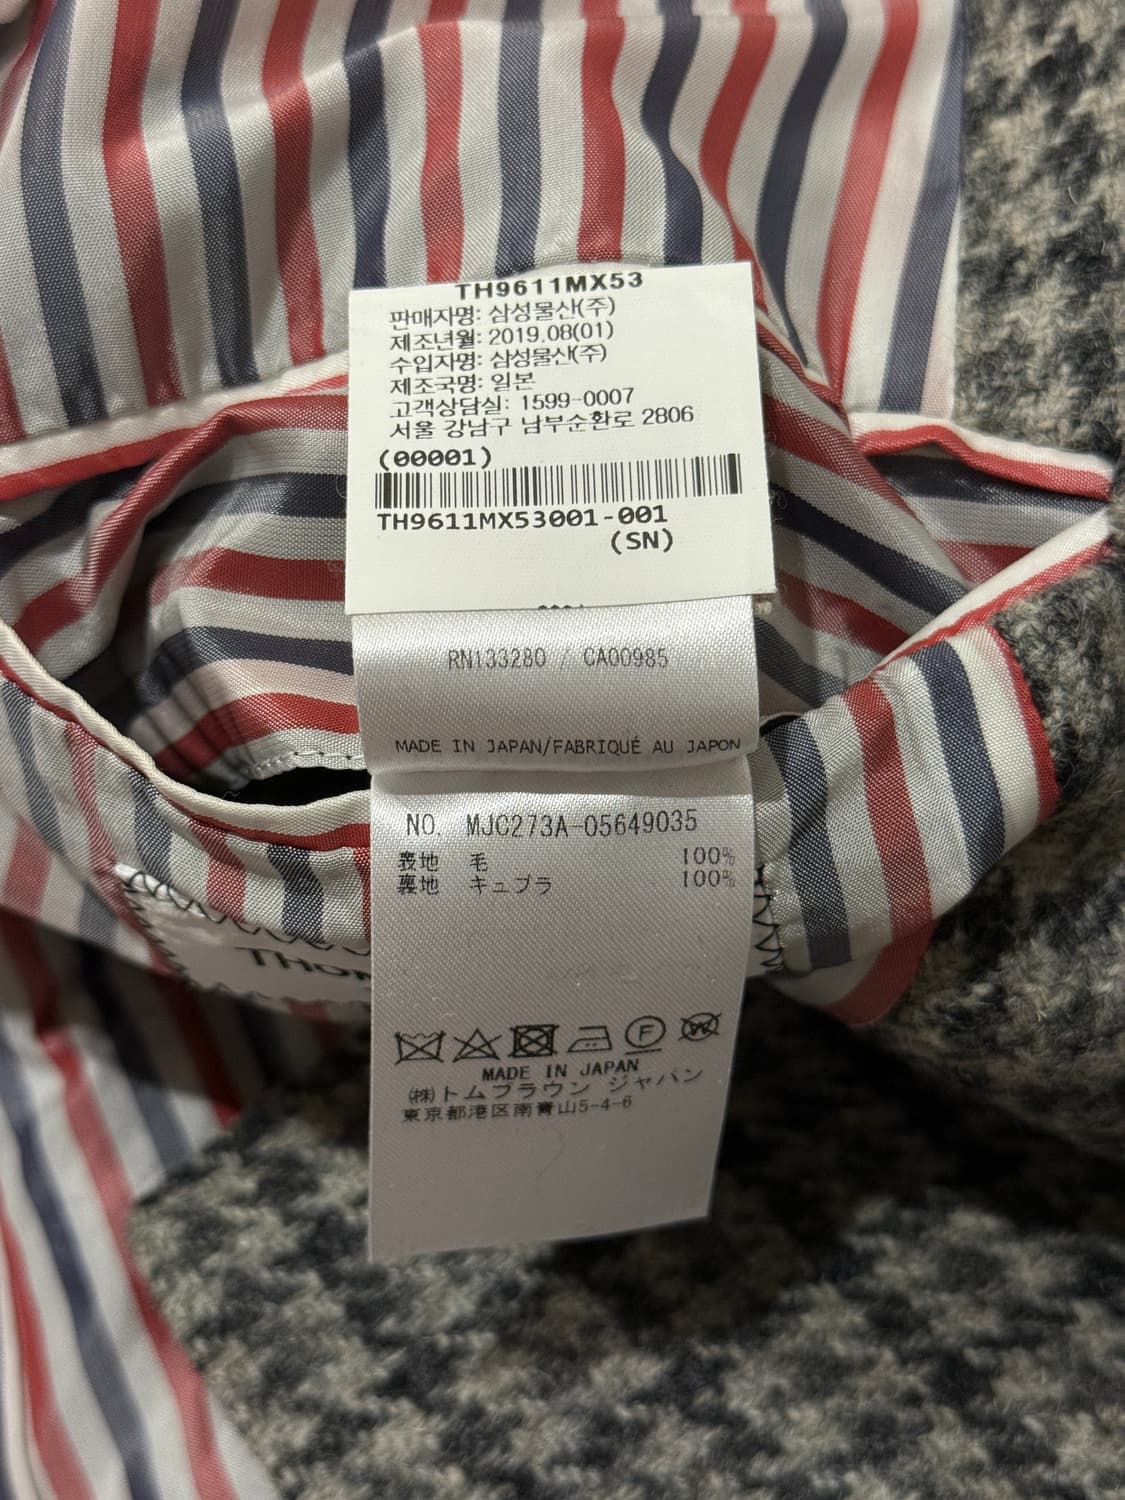 TH9611MX53
판매자명: 삼성물산(주)
제조년월: 2019.08(01)
수입자명: 삼성물산(주)
제조국명: 일본
고객상담실: 1599-0007
서울 강남구 남부순환로 2806
(00001)
TH9611MX53001-001
(SN)
RN133280 / CA00985
MADE IN JAPAN/FABRIQUÉ AU JAPON
NO. MJC273A-05649035
表地 毛 100%
裏地 キュプラ 100%
THOM
F
W
MADE IN JAPAN
(株)トムブラウン ジャパン
東京都港区南青山5-4-6